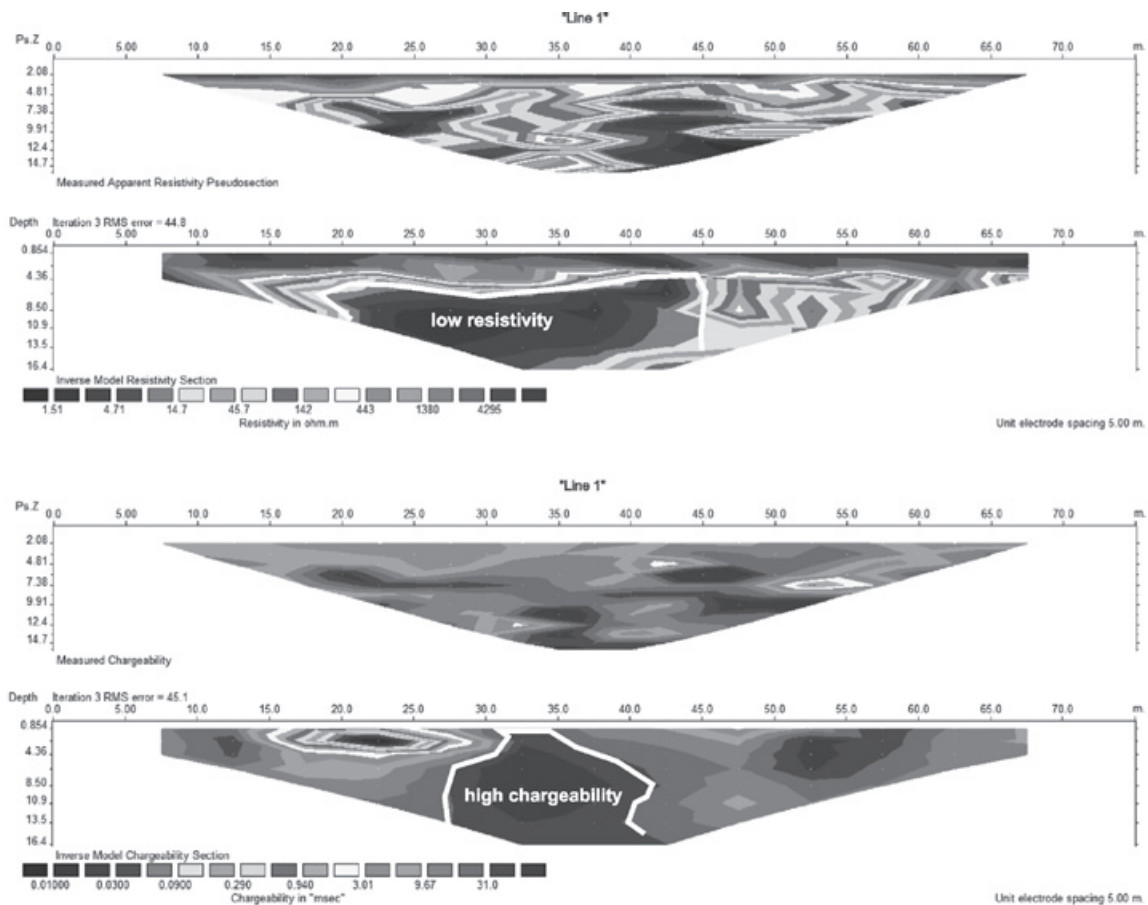 "Line 1"
Ps.Z 0.0 5.00 10.0 15.0 20.0 25.0 30.0 35.0 40.0 45.0 50.0 55.0 60.0 65.0 70.0 m.
2.08
4.81
7.38
9.91
12.4
14.7
Measured Apparent Resistivity Pseudosection
Depth Iteration 3 RMS error = 44.8
0.0 5.00 10.0 15.0 20.0 25.0 30.0 35.0 40.0 45.0 50.0 55.0 60.0 65.0 70.0 m.
0.854
4.36
8.50
10.9
13.5
16.4
low resistivity
Inverse Model Resistivity Section
1.51 4.71 14.7 45.7 142 443 1380 4295
Resistivity in ohm.m
Unit electrode spacing 5.00 m.
"Line 1"
Ps.Z 0.0 5.00 10.0 15.0 20.0 25.0 30.0 35.0 40.0 45.0 50.0 55.0 60.0 65.0 70.0 m.
2.08
4.81
7.38
9.91
12.4
14.7
Measured Chargeability
Depth Iteration 3 RMS error = 45.1
0.0 5.00 10.0 15.0 20.0 25.0 30.0 35.0 40.0 45.0 50.0 55.0 60.0 65.0 70.0 m.
0.854
4.36
8.50
10.9
13.5
16.4
high chargeability
Inverse Model Chargeability Section
0.01000 0.0300 0.0900 0.290 0.940 3.01 9.67 31.0
Chargeability in "msec"
Unit electrode spacing 5.00 m.